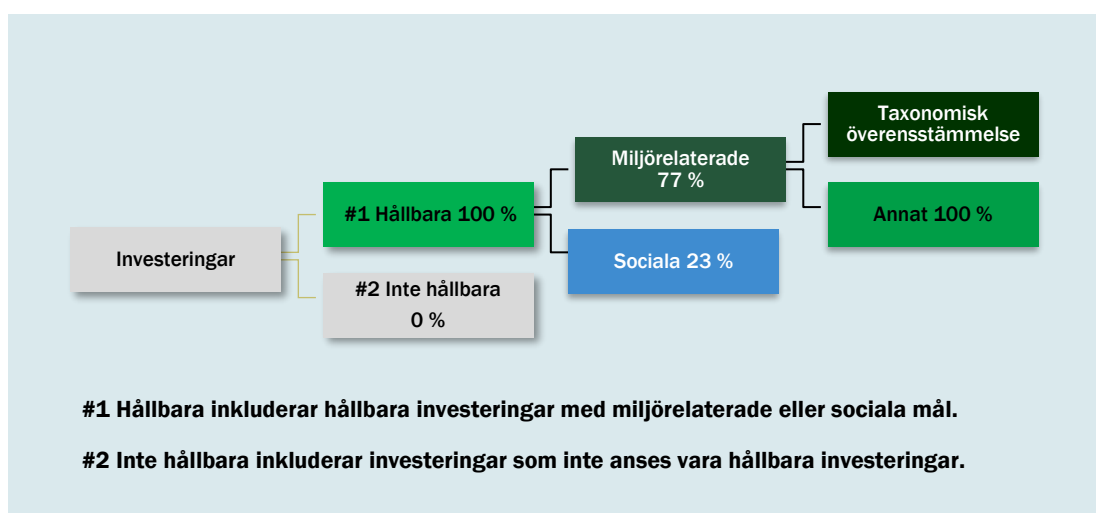 Taxonomisk
överensstämmelse
Miljörelaterade
77 %
#1 Hållbara 100 %
Annat 100 %
Investeringar
Sociala 23 %
#2 Inte hållbara
0 %
#1 Hållbara inkluderar hållbara investeringar med miljörelaterade eller sociala mål.
#2 Inte hållbara inkluderar investeringar som inte anses vara hållbara investeringar.